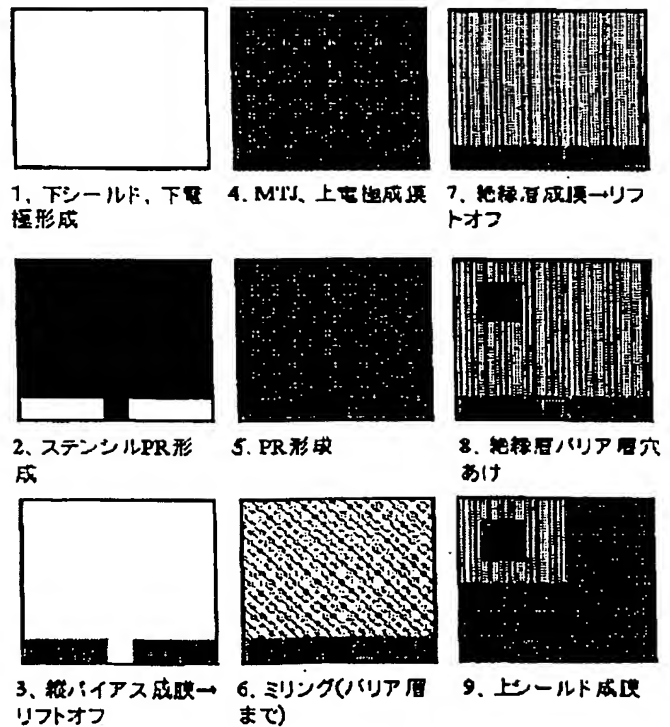 1、下シールド、下電
極形成
2、ステンシルPR形
成
3、縦バイアス成膜→
リフトオフ
4、MTJ、上電極成膜
5、PR形成
6、ミリング(バリア層
まで)
7、絶縁層成膜→リフ
トオフ
8、絶縁層バリア層穴
あけ
9、上シールド成膜